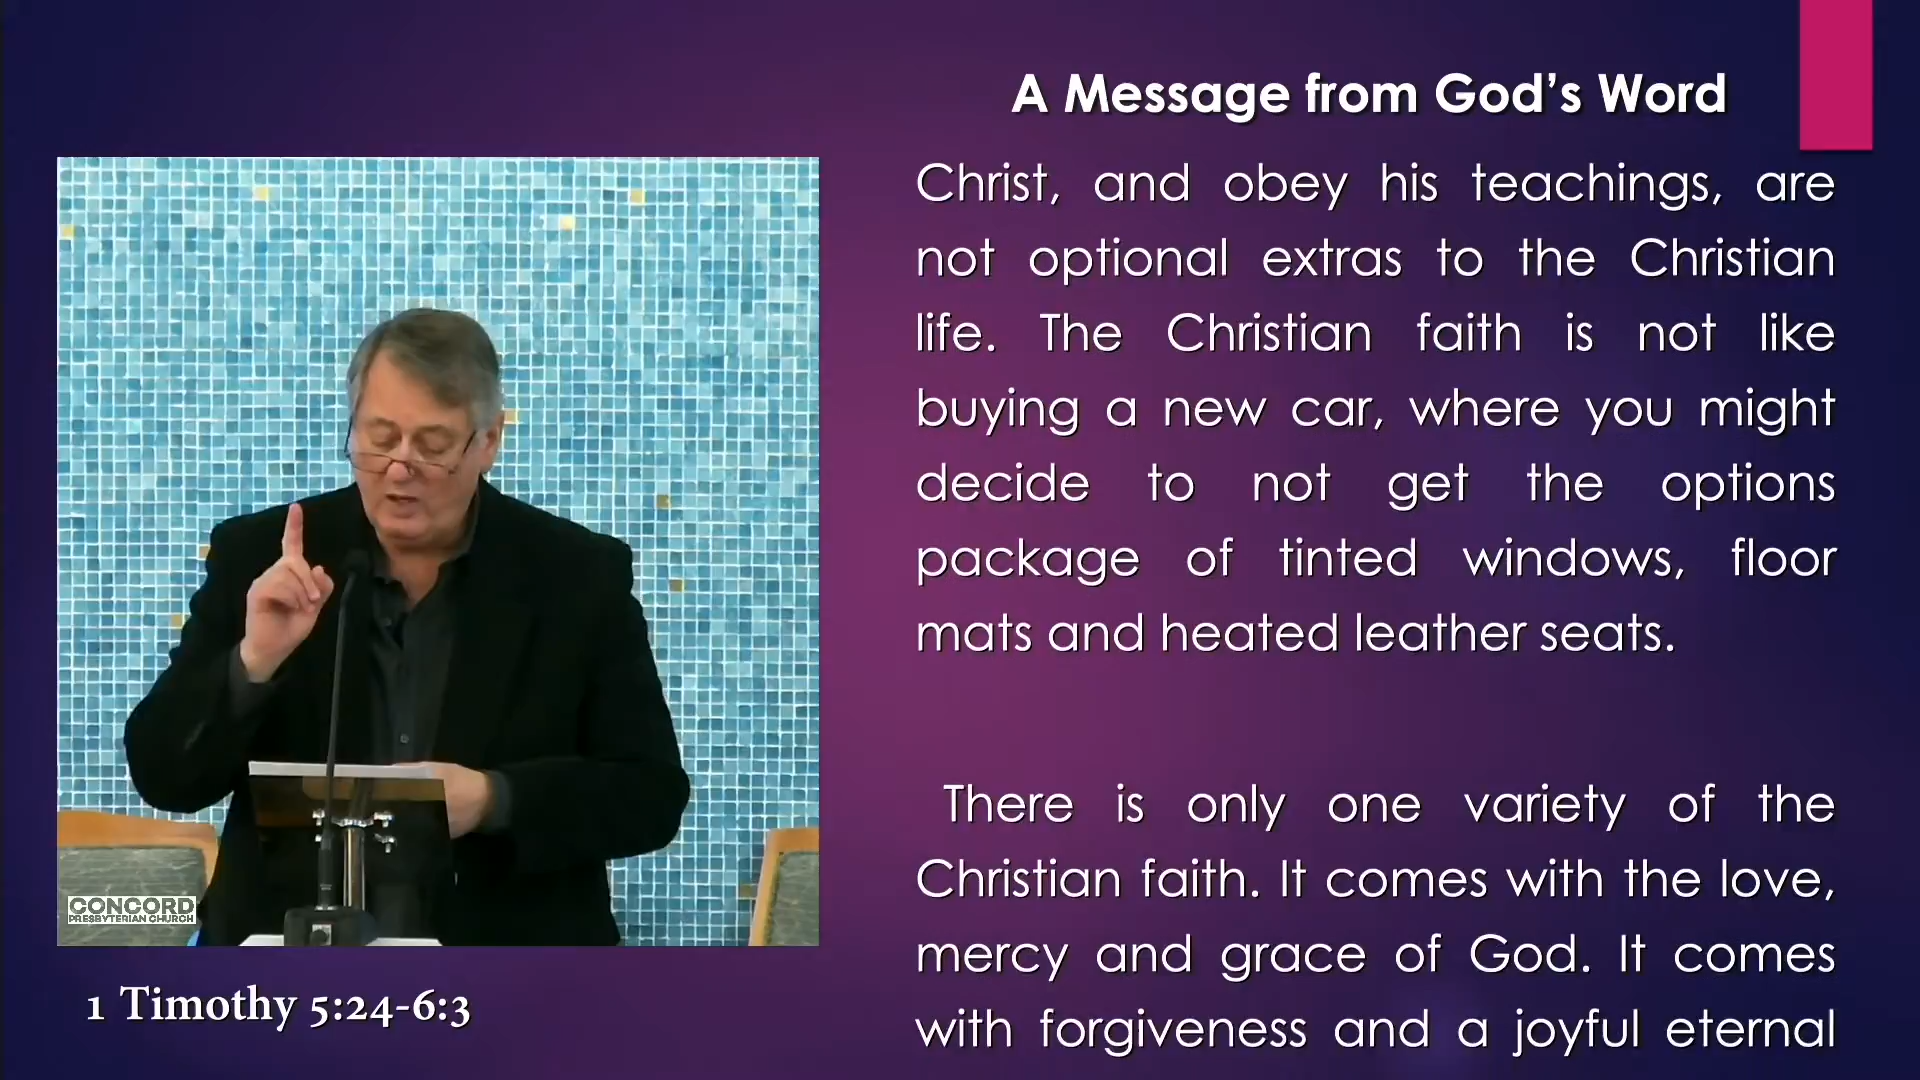 A Message from God's Word
Christ, and obey his teachings, are
not optional extras to the Christian
life. The Christian faith is not like
buying a new car, where you might
decide to not get the options
package of tinted windows, floor
mats and heated leather seats.
There is only one variety of the
Christian faith. It comes with the love,
mercy and grace of God. It comes
with forgiveness and a joyful eternal
CONCORD
PRESBYTERIAN CHURCH
1 Timothy 5:24-6:3